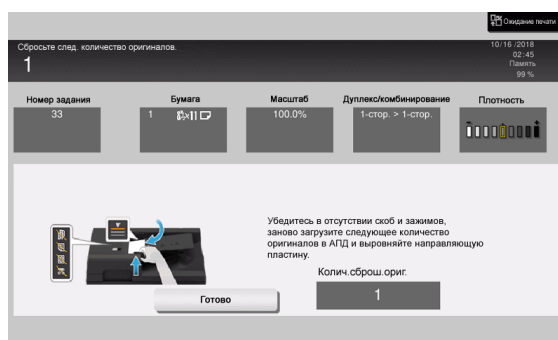 Ожидание печати
Сбросьте след. количество оригиналов.
1
10/16 /2018
02:45
Память
99 %
Номер задания
Бумага
Масштаб
Дуплекс/комбинирование
Плотность
33
1
100.0%
1-стор. > 1-стор.
Убедитесь в отсутствии скоб и зажимов,
заново загрузите следующее количество
оригиналов в АПД и выровняйте направляющую
пластину.
Колич.сброш.ориг.
1
Готово